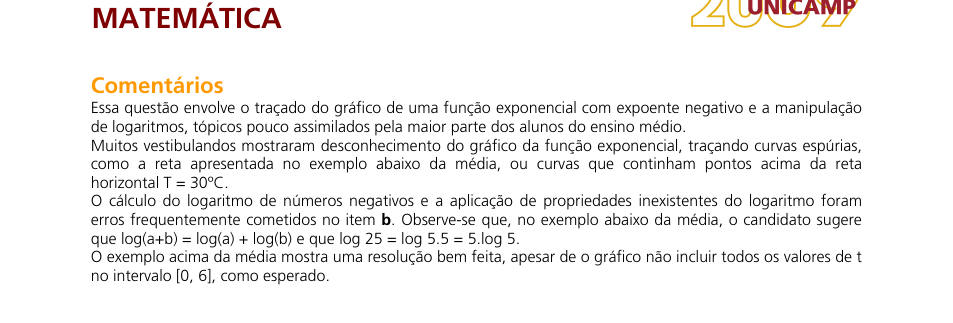 MATEMÁTICA
2009
UNICAMP
Comentários
Essa questão envolve o traçado do gráfico de uma função exponencial com expoente negativo e a manipulação
de logaritmos, tópicos pouco assimilados pela maior parte dos alunos do ensino médio.
Muitos vestibulandos mostraram desconhecimento do gráfico da função exponencial, traçando curvas espúrias,
como a reta apresentada no exemplo abaixo da média, ou curvas que continham pontos acima da reta
horizontal T = 30ºC.
O cálculo do logaritmo de números negativos e a aplicação de propriedades inexistentes do logaritmo foram
erros frequentemente cometidos no item b. Observe-se que, no exemplo abaixo da média, o candidato sugere
que log(a+b) = log(a) + log(b) e que log 25 = log 5.5 = 5.log 5.
O exemplo acima da média mostra uma resolução bem feita, apesar de o gráfico não incluir todos os valores de t
no intervalo [0, 6], como esperado.